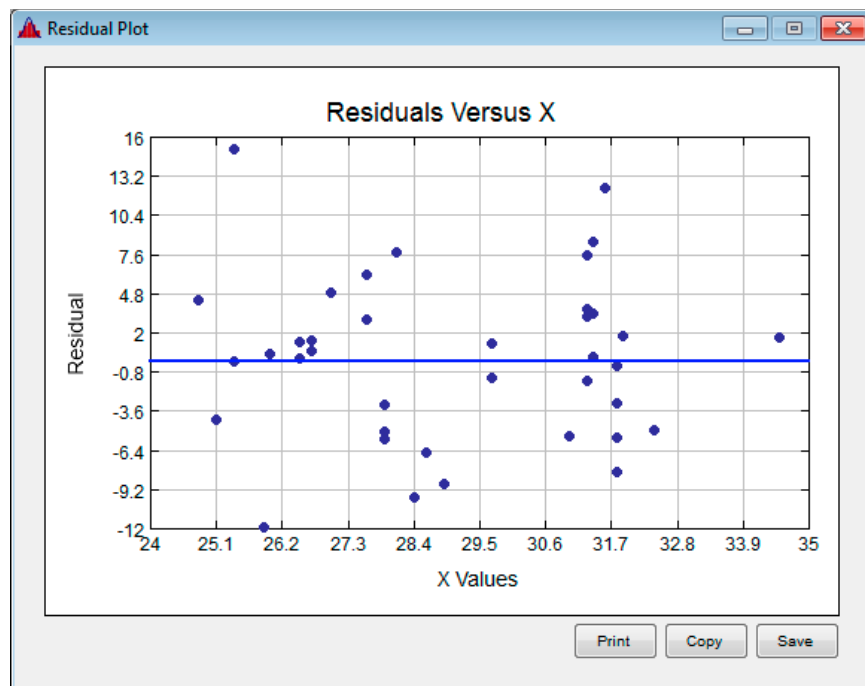 Residual Plot
Residuals Versus X
16
13.2
10.4
7.6
4.8
2
-0.8
-3.6
-6.4
-9.2
-12
Residual
24 25.1 26.2 27.3 28.4 29.5 30.6 31.7 32.8 33.9 35
X Values
Print Copy Save